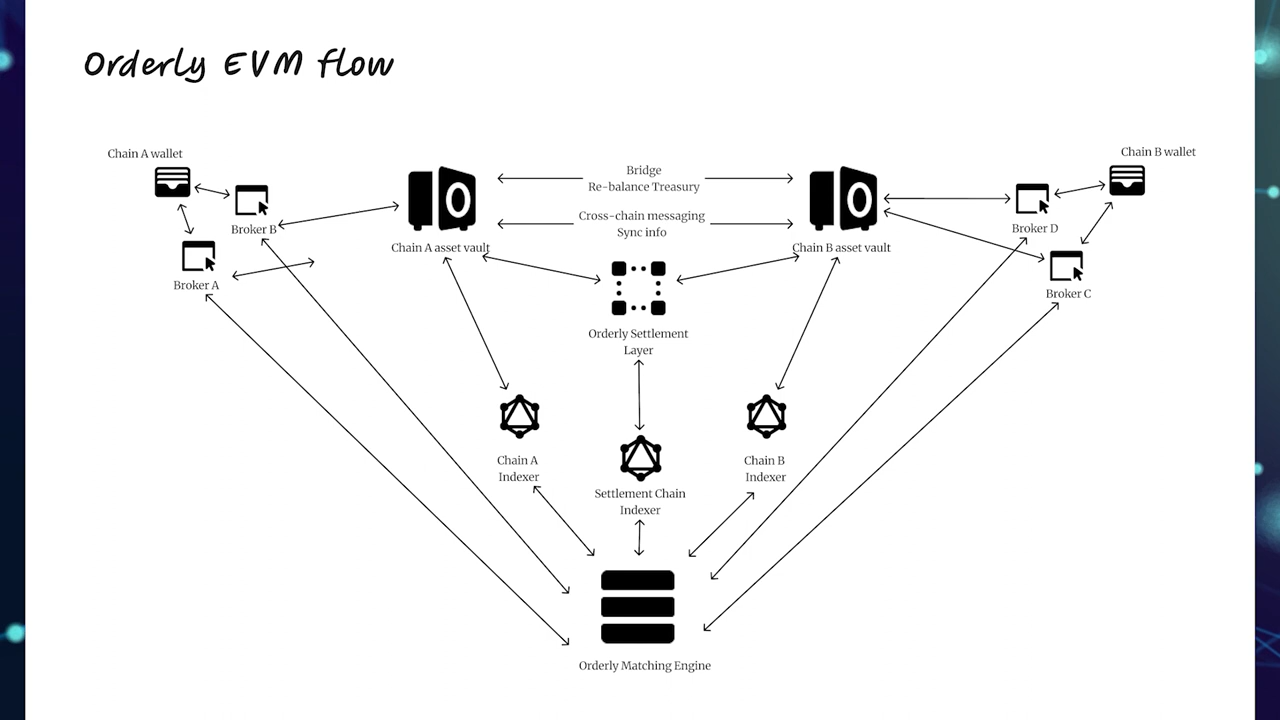 Orderly EVM flow
Chain A wallet
Broker B
Broker A
Chain A asset vault
Bridge
Re-balance Treasury
Cross-chain messaging
Sync info
Chain B asset vault
Chain B wallet
Broker D
Broker C
Orderly Settlement
Layer
Chain A
Indexer
Settlement Chain
Indexer
Chain B
Indexer
Orderly Matching Engine